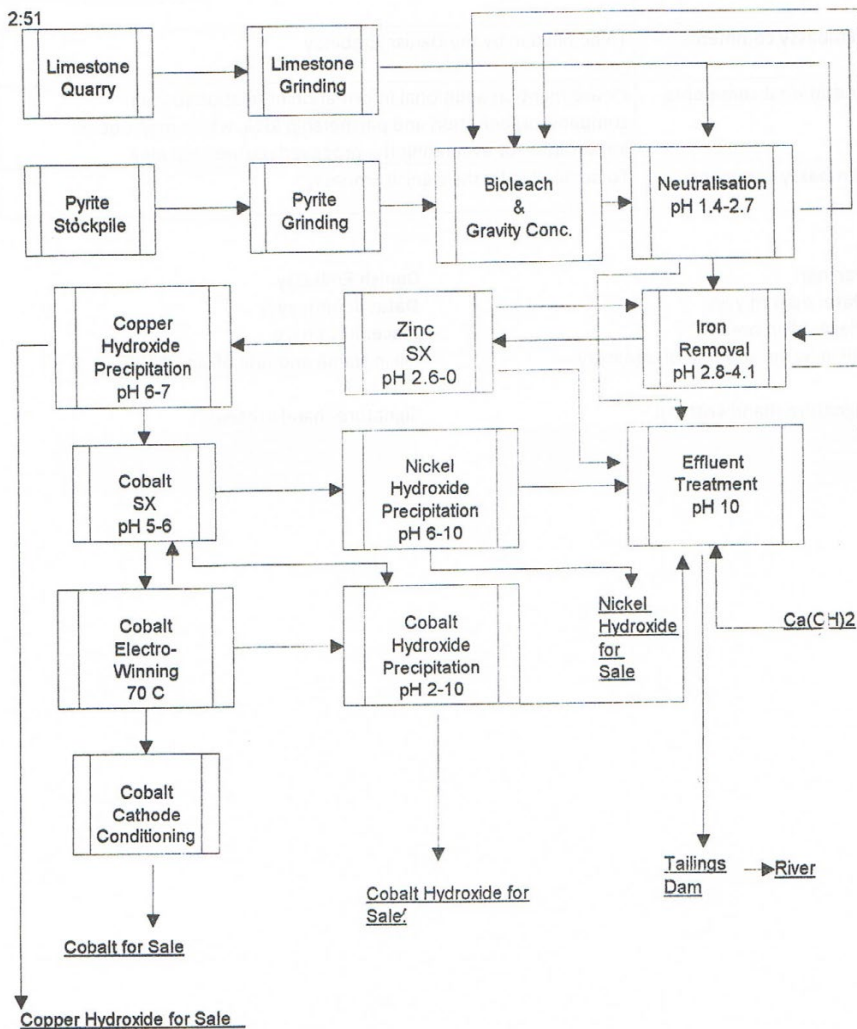 2:51
Limestone
Quarry
Limestone
Grinding
Pyrite
Stockpile
Pyrite
Grinding
Bioleach
&
Gravity Conc.
Neutralisation
pH 1.4-2.7
Copper
Hydroxide
Precipitation
pH 6-7
Zinc
SX
pH 2.6-0
Iron
Removal
pH 2.8-4.1
Cobalt
SX
pH 5-6
Nickel
Hydroxide
Precipitation
pH 6-10
Effluent
Treatment
pH 10
Cobalt
Electro-
Winning
70 C
Cobalt
Hydroxide
Precipitation
pH 2-10
Nickel
Hydroxide
for
Sale
Ca(OH)2
Cobalt
Cathode
Conditioning
Tailings
Dam
River
Cobalt Hydroxide for
Sale
Cobalt for Sale
Copper Hydroxide for Sale